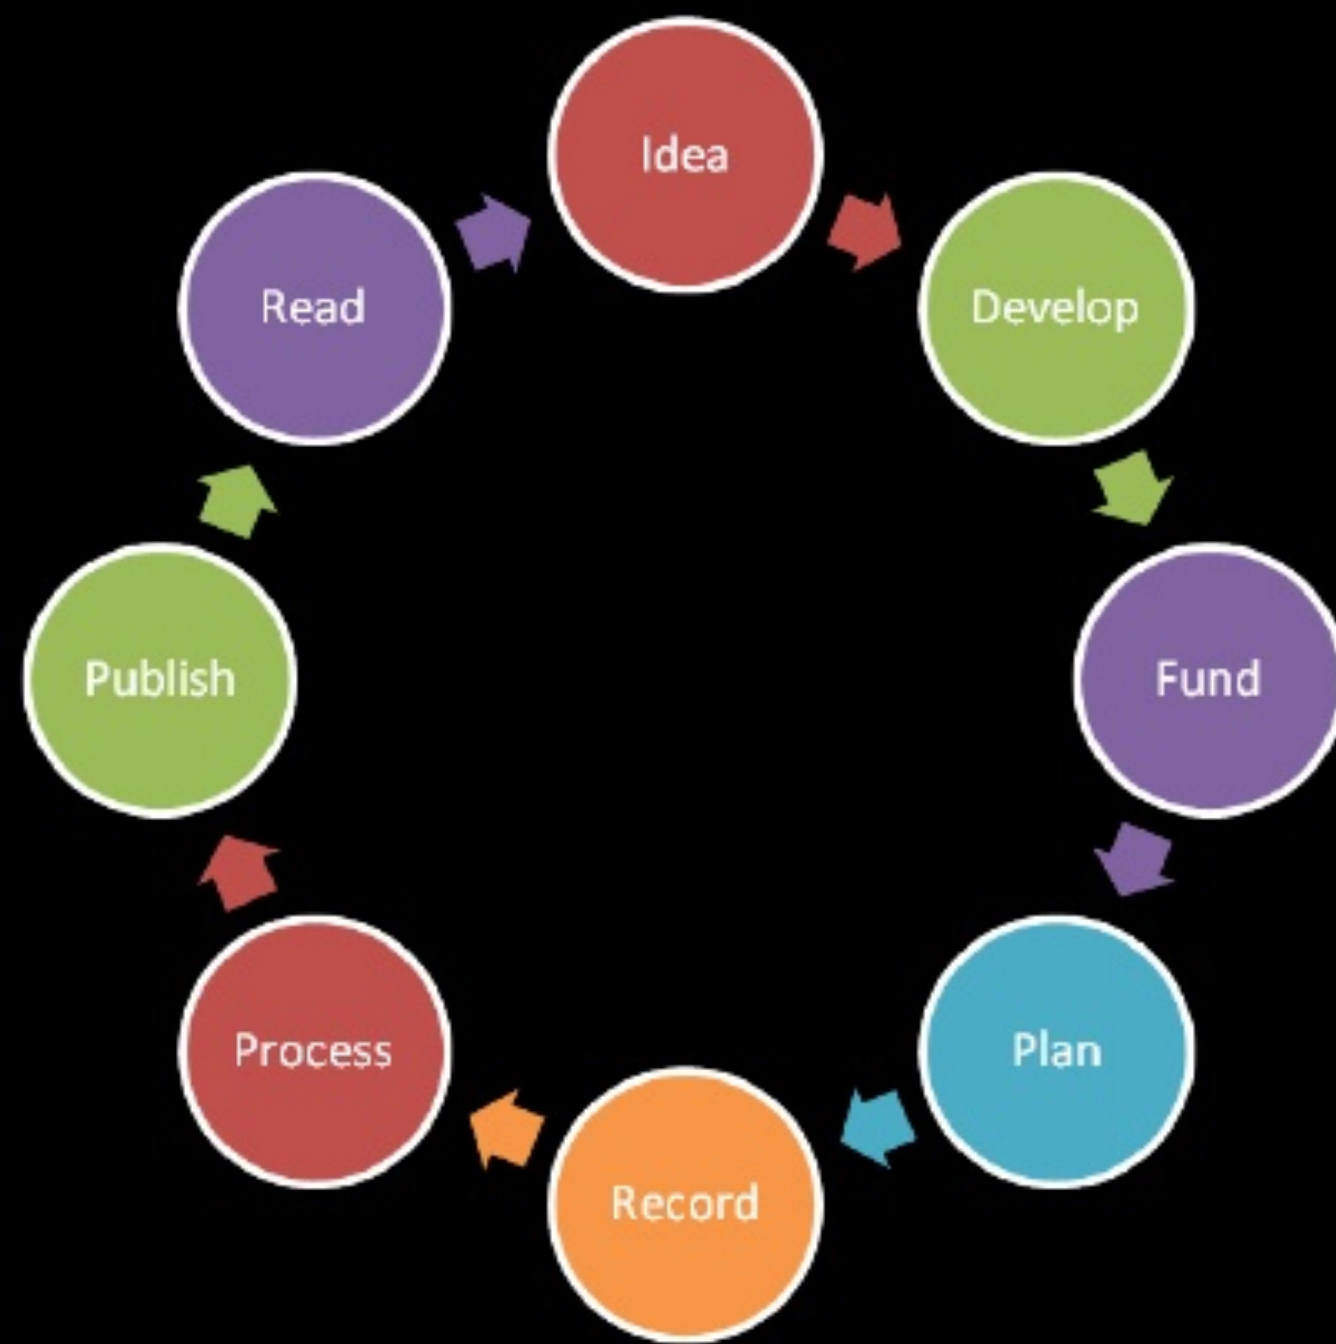 Idea
Develop
Fund
Plan
Record
Process
Publish
Read